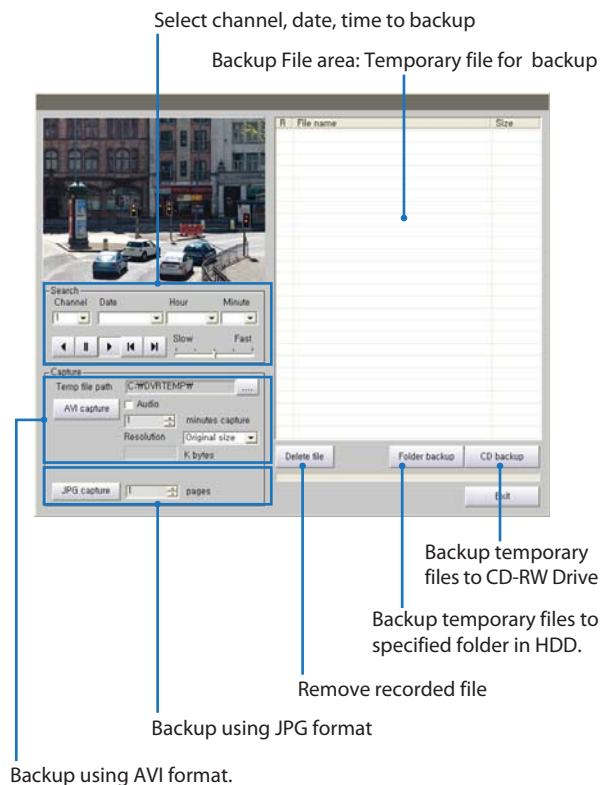 Select channel, date, time to backup
Backup File area: Temporary file for backup
R File name Size
Search
Channel Date Hour Minute
1
Slow Fast
Capture
Temp file path C:₩DVRTEMP₩ ....
AVI capture Audio
1 minutes capture
Resolution Original size
K bytes
JPG capture 1 pages
Delete file Folder backup CD backup
Exit
Backup temporary
files to CD-RW Drive
Backup temporary files to
specified folder in HDD.
Remove recorded file
Backup using JPG format
Backup using AVI format.